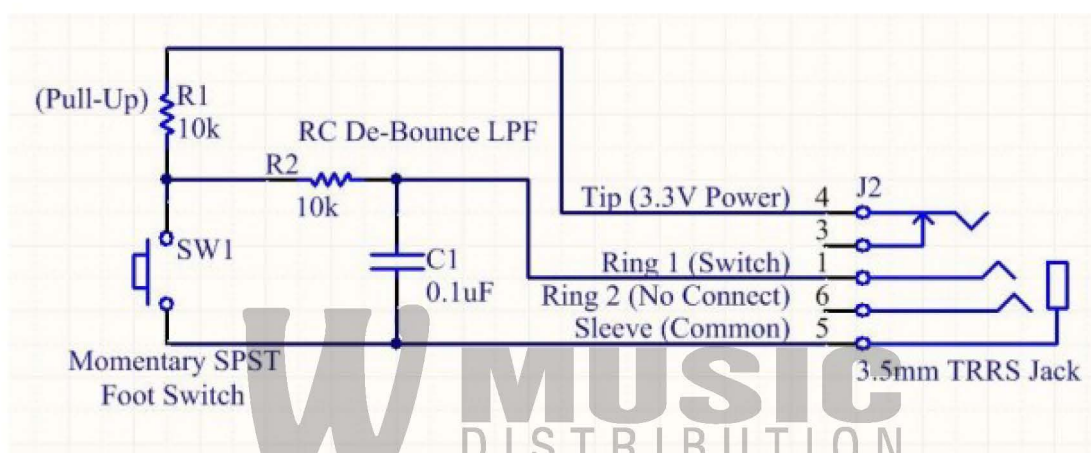 (Pull-Up)
R1
10k
RC De-Bounce LPF
R2
10k
SW1
C1
0.1uF
Momentary SPST
Foot Switch
Tip (3.3V Power) 4
J2
3
Ring 1 (Switch) 1
Ring 2 (No Connect) 6
Sleeve (Common) 5
3.5mm TRRS Jack
W MUSIC
DISTRIBUTION